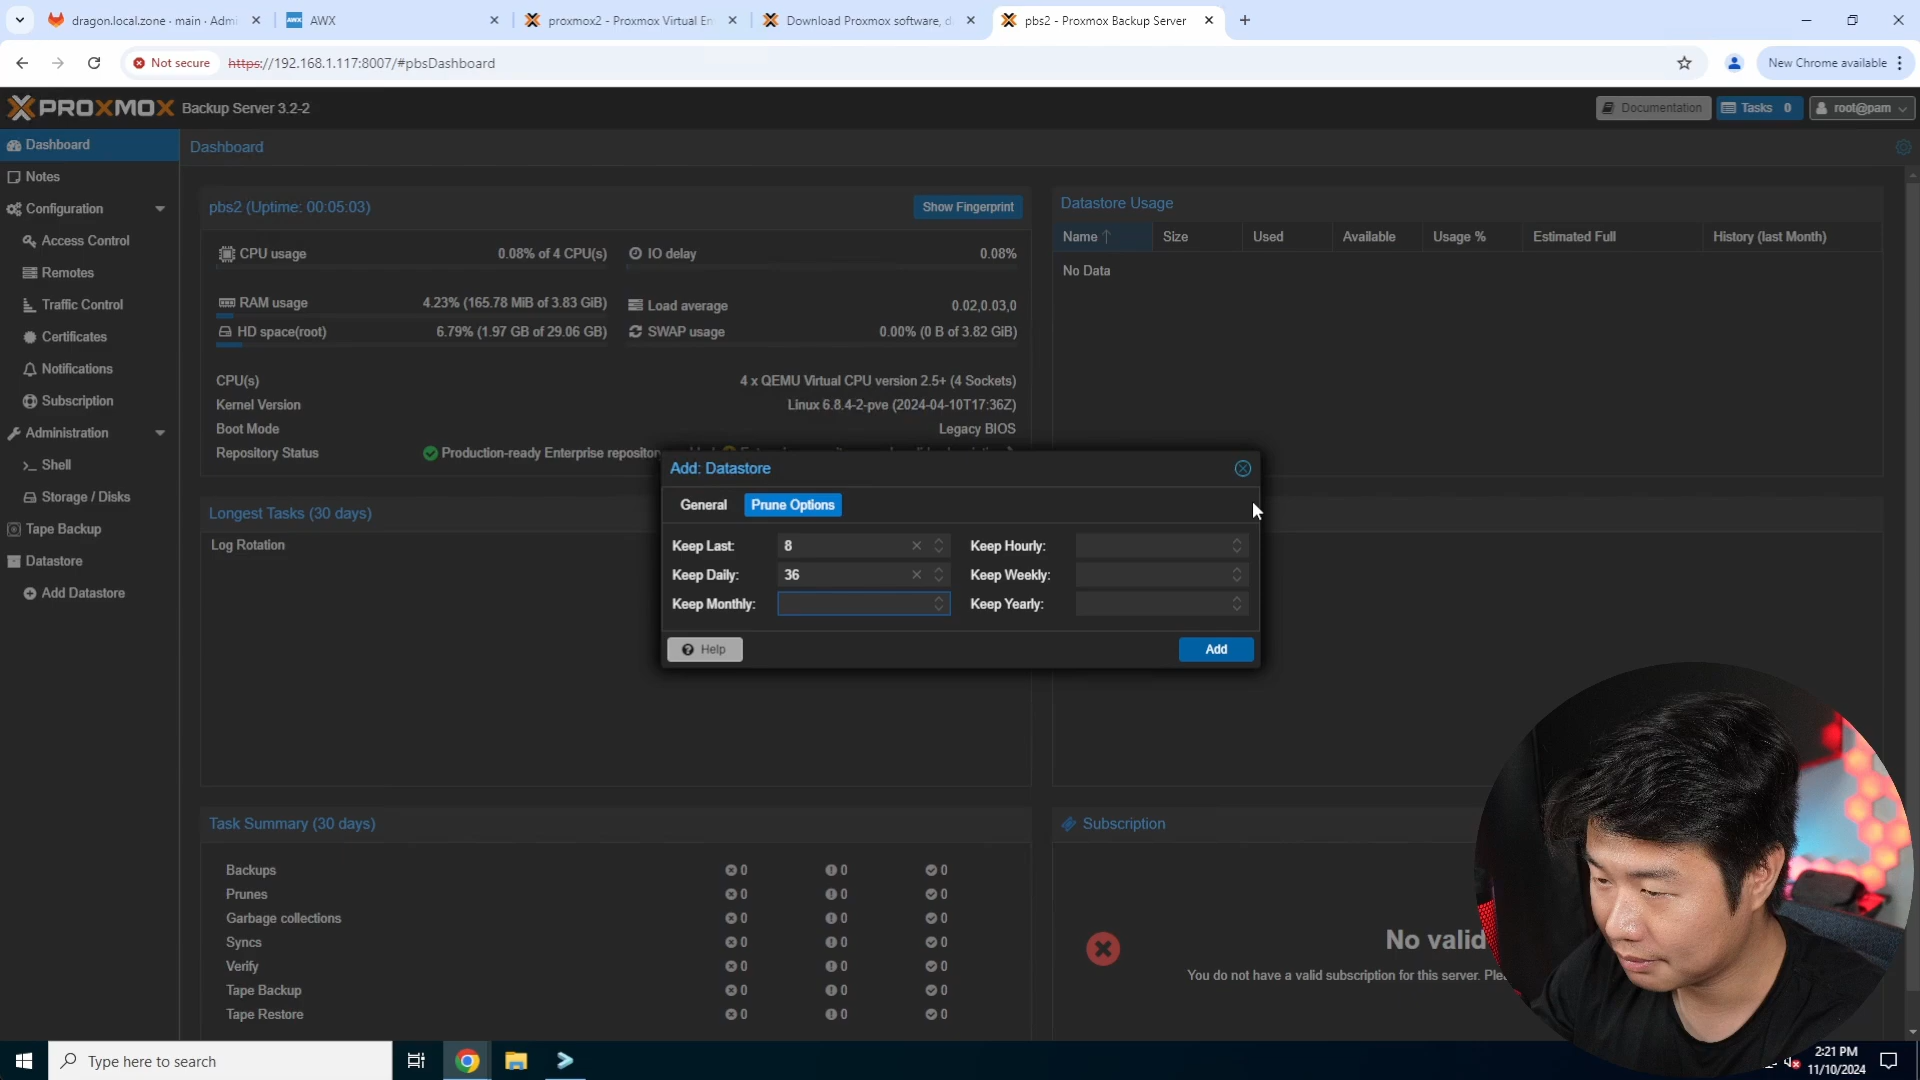 dragon.local.zone · main · Admi
AWX
proxmox2 - Proxmox Virtual En
Download Proxmox software, d
pbs2 - Proxmox Backup Server
Not secure
https://192.168.1.117:8007/#pbsDashboard
New Chrome available
PROXMOX Backup Server 3.2-2
Documentation
Tasks 0
root@pam
Dashboard
Notes
Configuration
Access Control
Remotes
Traffic Control
Certificates
Notifications
Subscription
Administration
Shell
Storage / Disks
Tape Backup
Datastore
Add Datastore
Dashboard
pbs2 (Uptime: 00:05:03)
Show Fingerprint
CPU usage 0.08% of 4 CPU(s)
IO delay 0.08%
RAM usage 4.23% (165.78 MiB of 3.83 GiB)
Load average 0.02,0.03,0
HD space(root) 6.79% (1.97 GB of 29.06 GB)
SWAP usage 0.00% (0 B of 3.82 GiB)
CPU(s) 4 x QEMU Virtual CPU version 2.5+ (4 Sockets)
Kernel Version Linux 6.8.4-2-pve (2024-04-10T17:36Z)
Boot Mode Legacy BIOS
Repository Status Production-ready Enterprise repository
Datastore Usage
Name Size Used Available Usage % Estimated Full History (last Month)
No Data
Add: Datastore
General Prune Options
Keep Last: 8 Keep Hourly:
Keep Daily: 36 Keep Weekly:
Keep Monthly: Keep Yearly:
Help
Add
Longest Tasks (30 days)
Log Rotation
Task Summary (30 days)
Backups 0 0 0
Prunes 0 0 0
Garbage collections 0 0 0
Syncs 0 0 0
Verify 0 0 0
Tape Backup 0 0 0
Tape Restore 0 0 0
Subscription
No valid
You do not have a valid subscription for this server. Ple
Type here to search
2:21 PM
11/10/2024